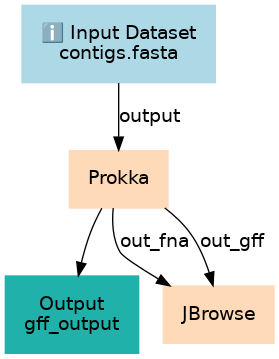 ℹ️ Input Dataset
contigs.fasta
output
Prokka
out_fna
out_gff
Output
gff_output
JBrowse